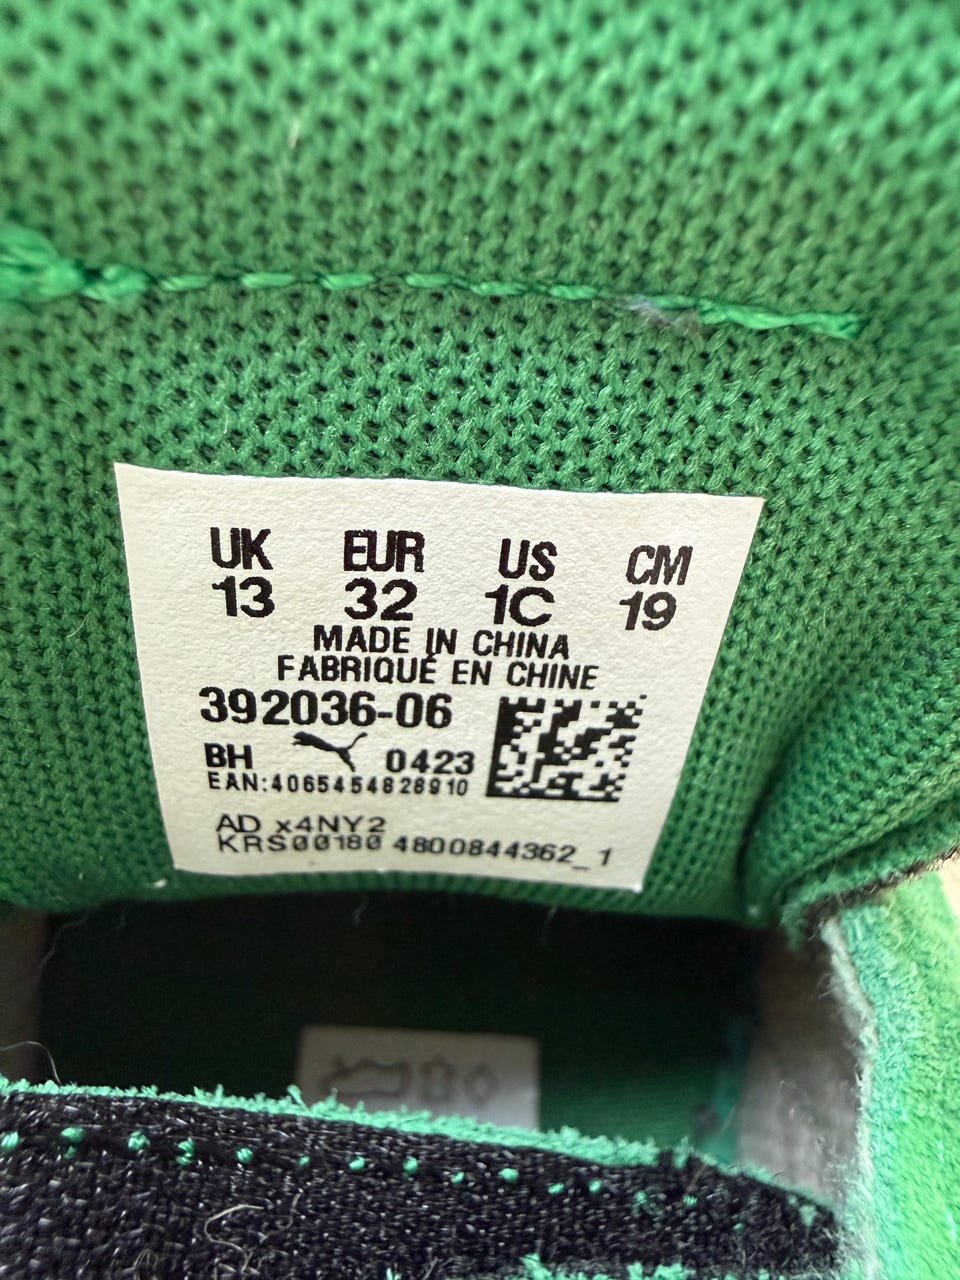 UK EUR US CM
13 32 1C 19
MADE IN CHINA
FABRIQUÉ EN CHINE
392036-06
BH 0423
EAN:4065454828910
AD x4NY2
KRS00180 4800844362_1